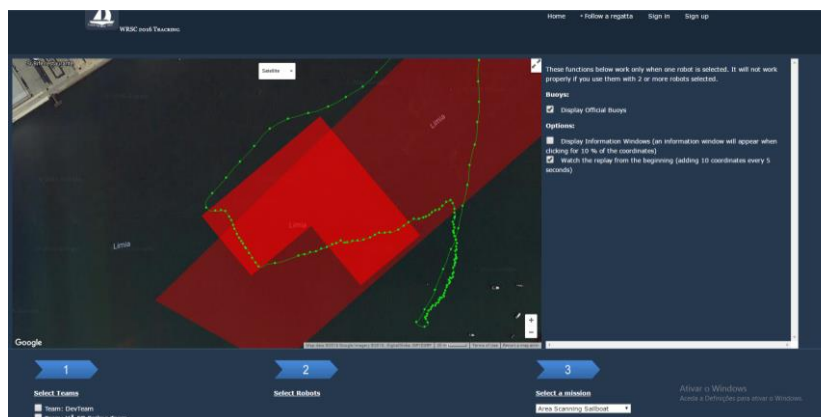 WRSC 2016 TRACKING
Home
Follow a regatta
Sign in
Sign up
Satellite
Limia
Limia
Limia
Google
These functions below work only when one robot is selected. It will not work
properly if you use them with 2 or more robots selected.
Buoys:
Display Official Buoys
Options:
Display Information Windows (an information window will appear when
clicking for 10 % of the coordinates)
Watch the replay from the beginning (adding 10 coordinates every 5
seconds)
1
2
3
Select Teams
Select Robots
Select a mission
Team: DevTeam
Area Scanning Sailboat
Ativar o Windows
Aceda a Definições para ativar o Windows